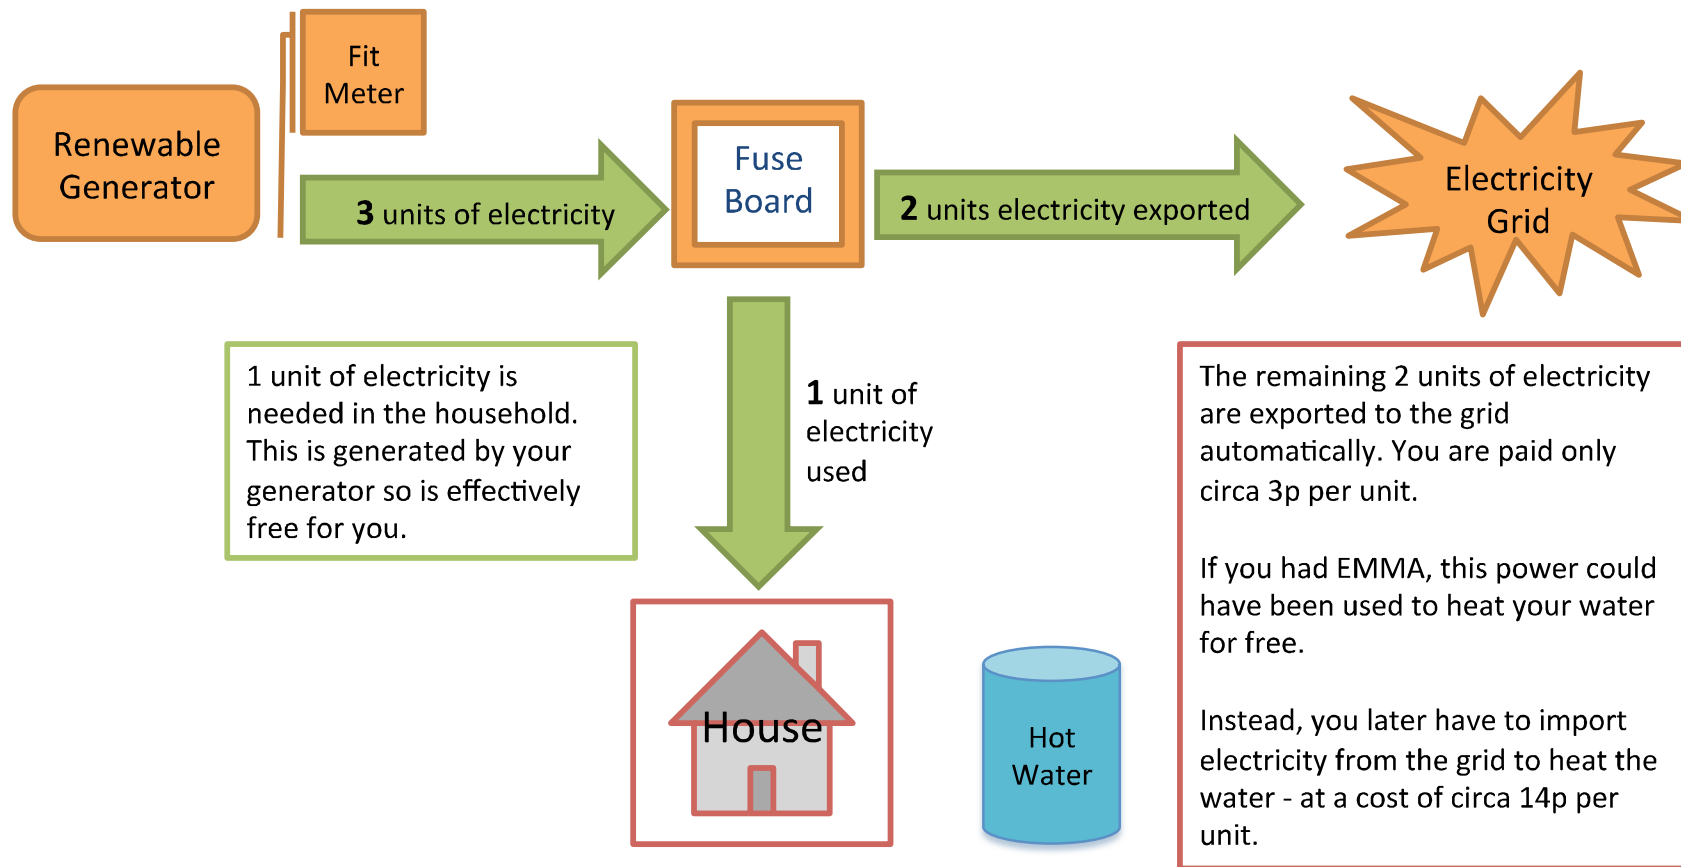 Fit
Meter
Renewable
Generator
3 units of electricity
Fuse
Board
2 units electricity exported
Electricity
Grid
1 unit of electricity is
needed in the household.
This is generated by your
generator so is effectively
free for you.
1 unit of
electricity
used
The remaining 2 units of electricity
are exported to the grid
automatically. You are paid only
circa 3p per unit.
If you had EMMA, this power could
have been used to heat your water
for free.
Instead, you later have to import
electricity from the grid to heat the
water - at a cost of circa 14p per
unit.
House
Hot
Water